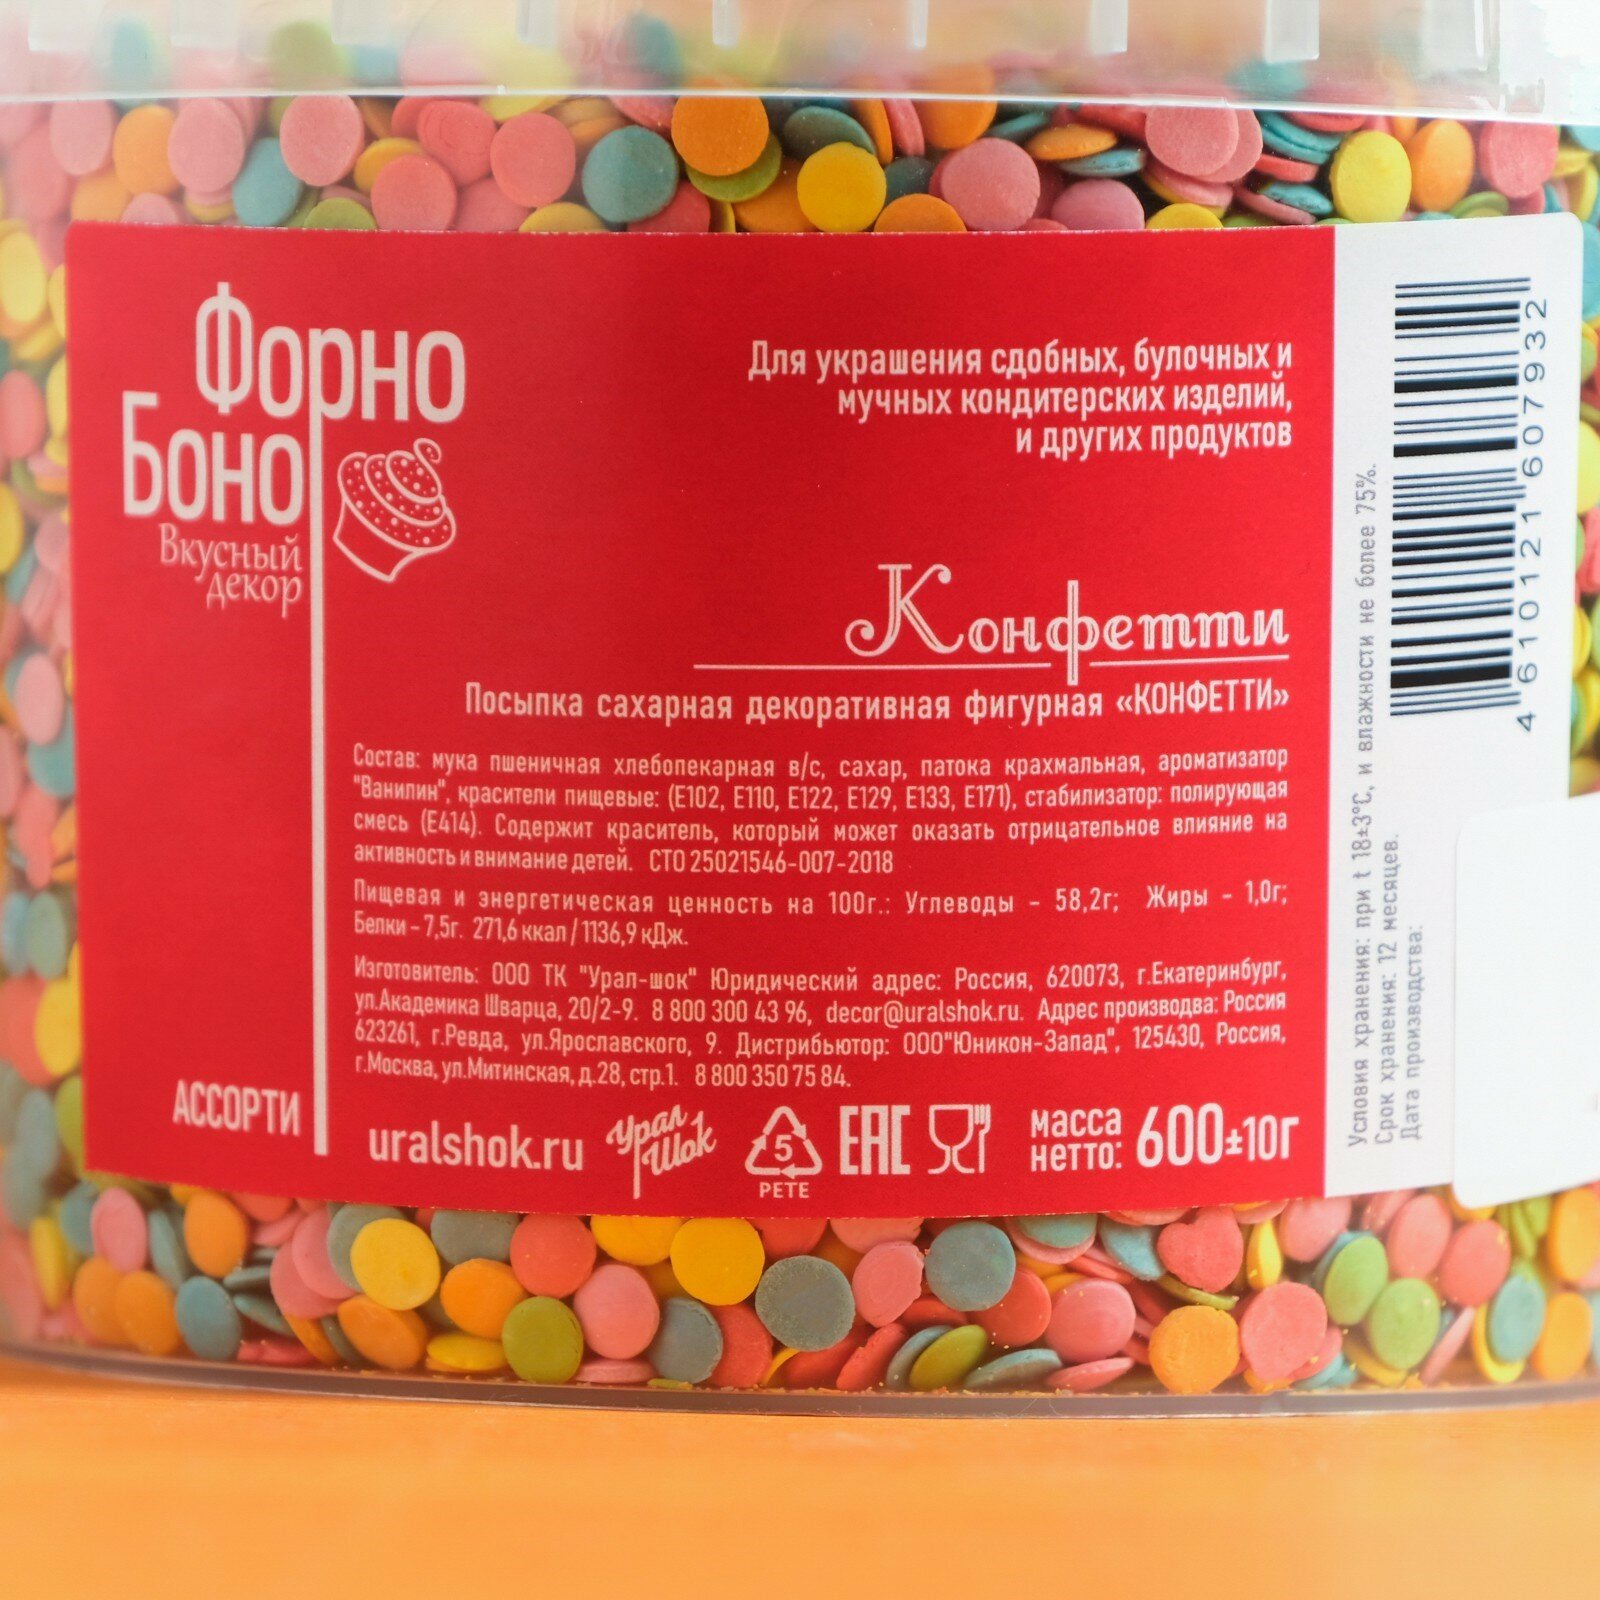 Форно
Боно
Вкусный
декор
Для украшения сдобных, булочных и
мучных кондитерских изделий,
и других продуктов
Конфетти
Посыпка сахарная декоративная фигурная «КОНФЕТТИ»
Состав: мука пшеничная хлебопекарная в/с, сахар, патока крахмальная, ароматизатор
"Ванилин", красители пищевые: (Е102, Е110, Е122, Е129, Е133, Е171), стабилизатор: полирующая
смесь (Е414). Содержит краситель, который может оказать отрицательное влияние на
активность и внимание детей. СТО 25021546-007-2018
Пищевая и энергетическая ценность на 100г.: Углеводы - 58,2г; Жиры - 1,0г;
Белки - 7,5г. 271,6 ккал / 1136,9 кДж.
Изготовитель: ООО ТК "Урал-шок" Юридический адрес: Россия, 620073, г.Екатеринбург,
ул.Академика Шварца, 20/2-9. 8 800 300 43 96, decor@uralshok.ru. Адрес производва: Россия
623261, г.Ревда, ул.Ярославского, 9. Дистрибьютор: ООО"Юникон-Запад", 125430, Россия,
г.Москва, ул.Митинская, д.28, стр.1. 8 800 350 75 84.
АССОРТИ
uralshok.ru
Урал
Шок
5
PETE
EAC
масса
нетто: 600±10г
Условия хранения: при t 18±3°С, и влажности не более 75%.
Срок хранения: 12 месяцев.
Дата производства:
4 610121 607932